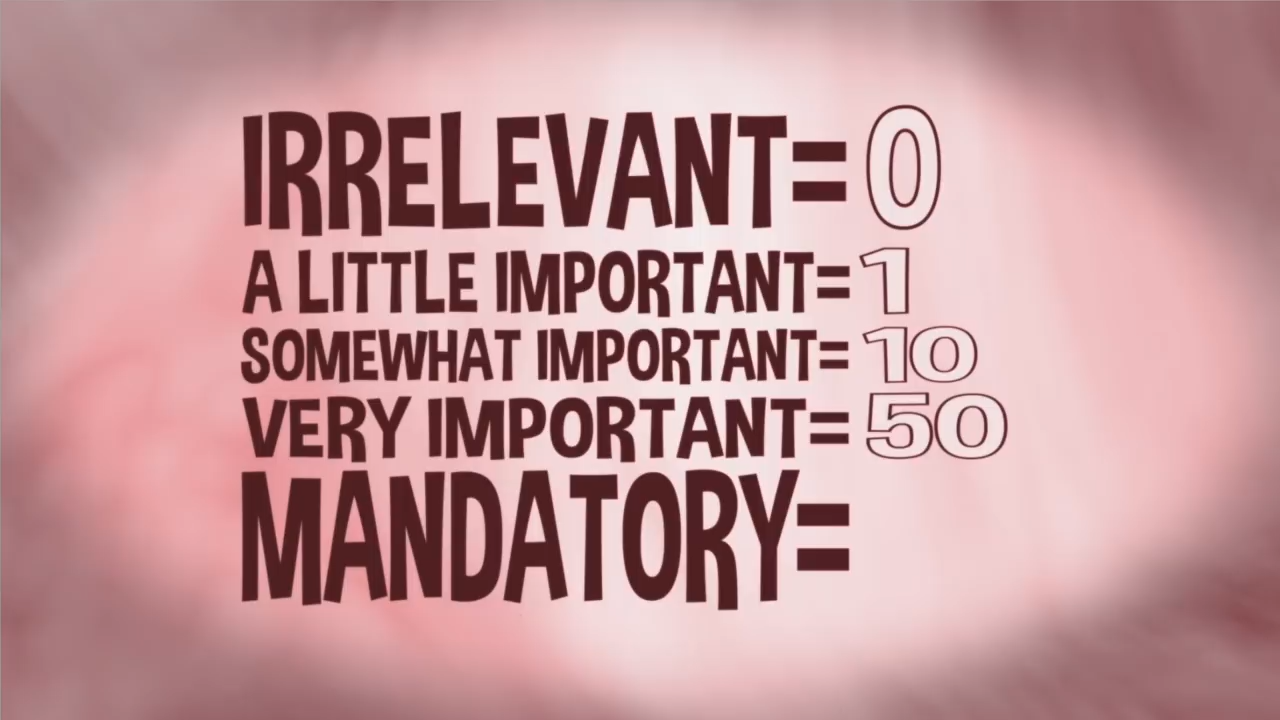 IRRELEVANT= 0
A LITTLE IMPORTANT= 1
SOMEWHAT IMPORTANT= 10
VERY IMPORTANT= 50
MANDATORY=